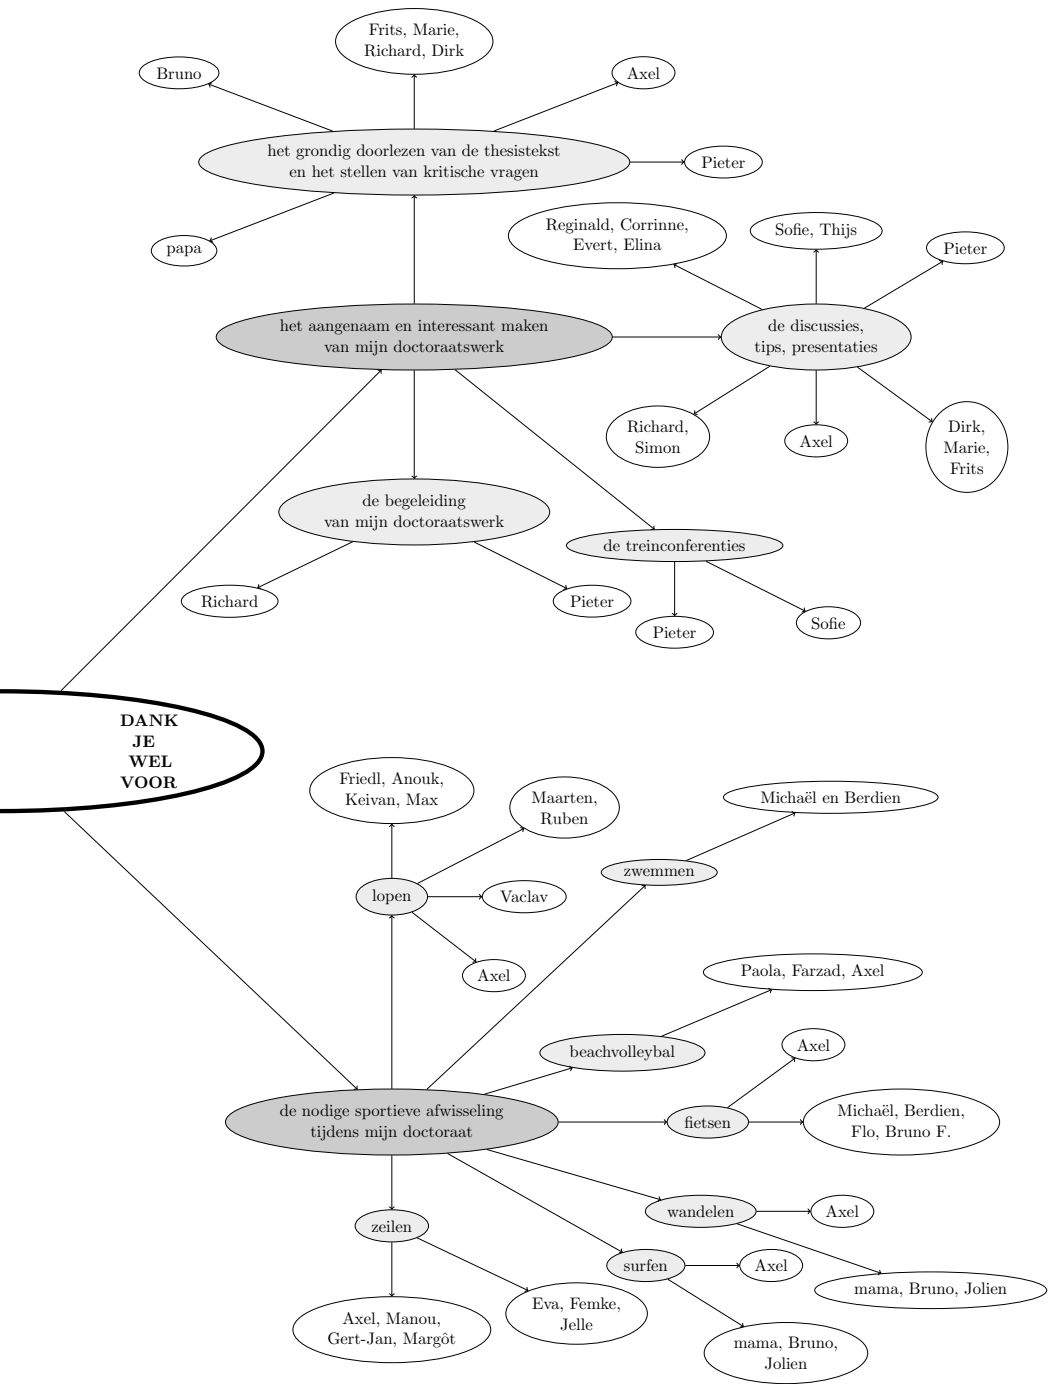 Frits, Marie,
Richard, Dirk
Bruno
Axel
het grondig doorlezen van de thesistekst
en het stellen van kritische vragen
Pieter
papa
Reginald, Corrinne,
Evert, Elina
Sofie, Thijs
Pieter
het aangenaam en interessant maken
van mijn doctoraatswerk
de discussies,
tips, presentaties
Richard,
Simon
Axel
Dirk,
Marie,
Frits
de begeleiding
van mijn doctoraatswerk
de treinconferenties
Richard
Pieter
Pieter
Sofie
DANK
JE
WEL
VOOR
Friedl, Anouk,
Keivan, Max
Maarten,
Ruben
Michaël en Berdien
zwemmen
lopen
Vaclav
Axel
Paola, Farzad, Axel
beachvolleybal
Axel
de nodige sportieve afwisseling
tijdens mijn doctoraat
fietsen
Michaël, Berdien,
Flo, Bruno F.
wandelen
Axel
zeilen
surfen
Axel
mama, Bruno, Jolien
Axel, Manou,
Gert-Jan, Margôt
Eva, Femke,
Jelle
mama, Bruno,
Jolien